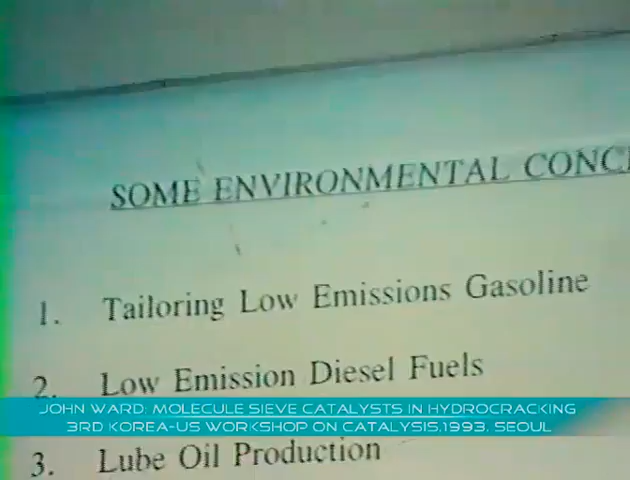 SOME ENVIRONMENTAL
1. Tailoring Low Emissions Gasoline
2. Low Emission Diesel Fuels
JOHN WARD: MOLECULE SIEVE CATALYSTS IN HYDROCRACKING
3RD KOREA-US WORKSHOP ON CATALYSIS,1993, SEOUL
3. Lube Oil Production